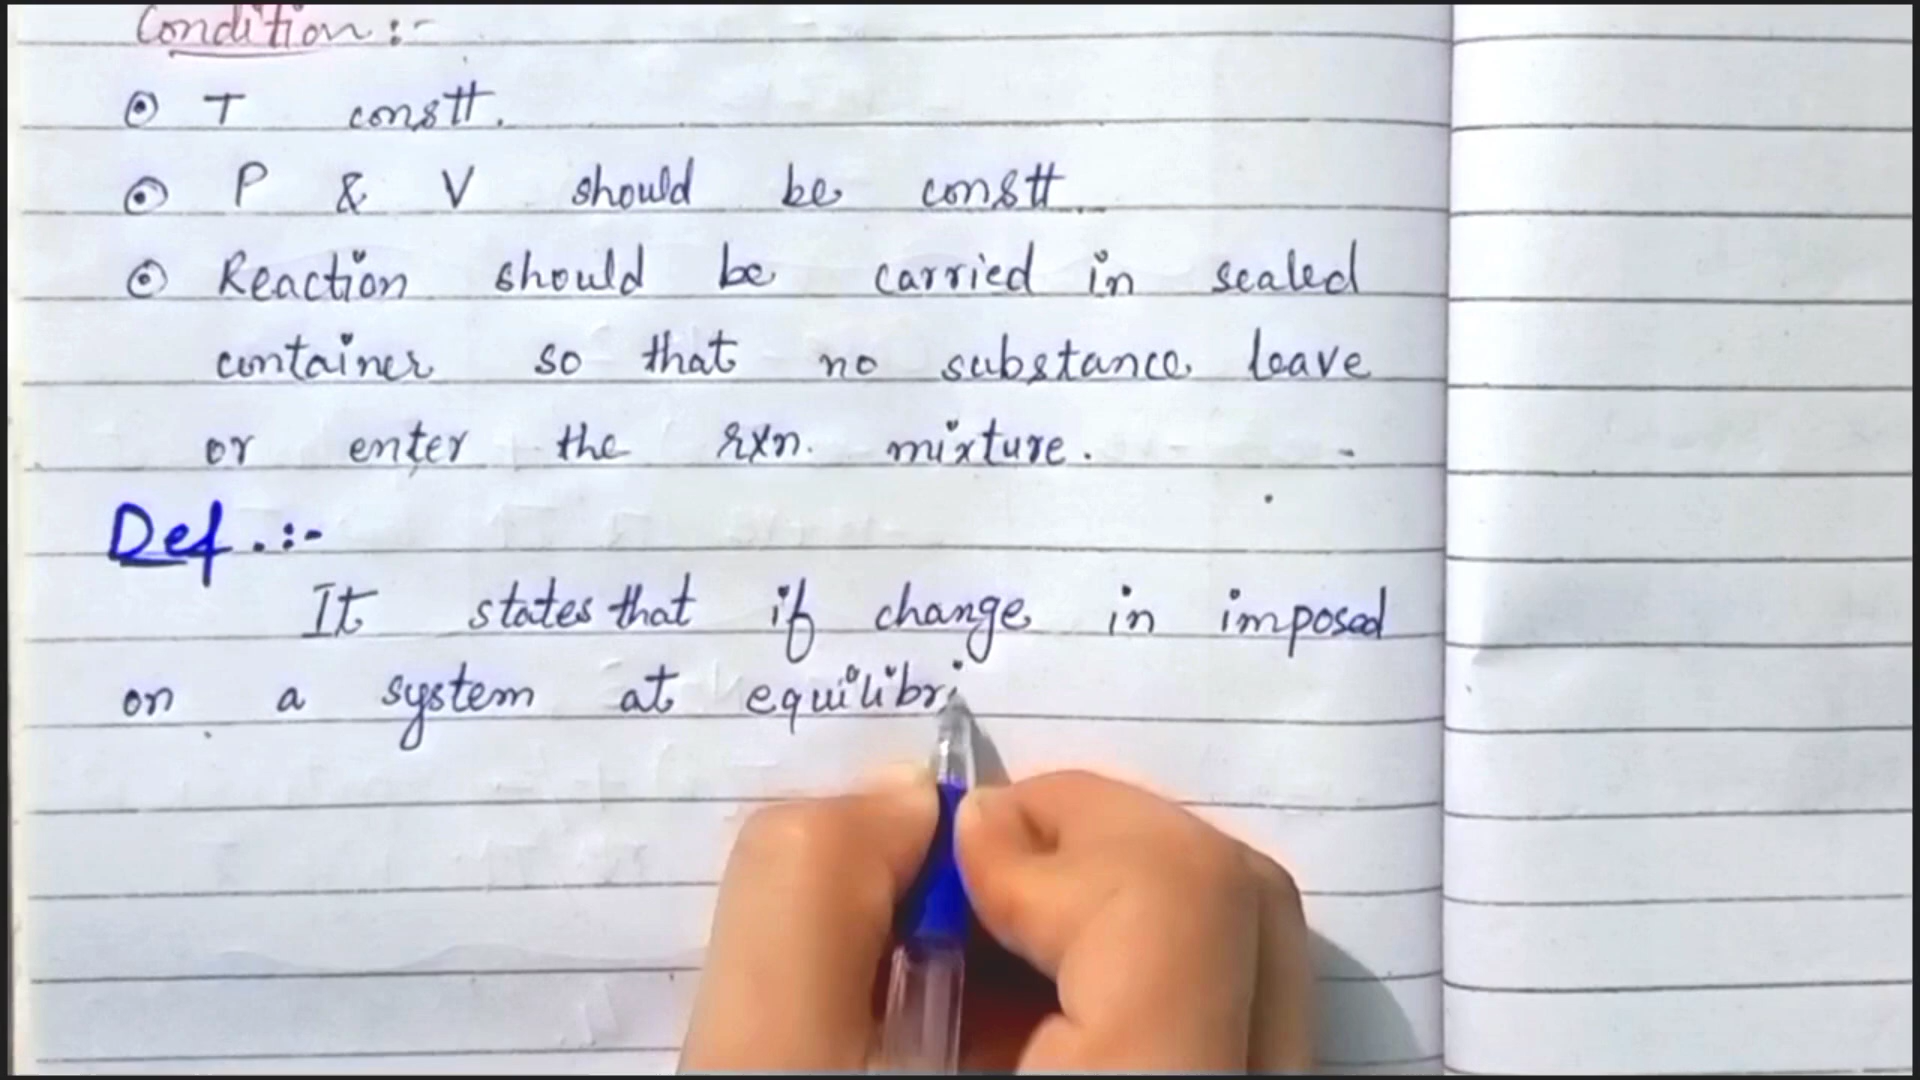 Condition :-
⊙ T constt.
⊙ P & V should be constt.
⊙ Reaction should be carried in sealed
container so that no substance leave
or enter the rxn. mixture.
Def. :-
It states that if change in imposed
on a system at equilibri